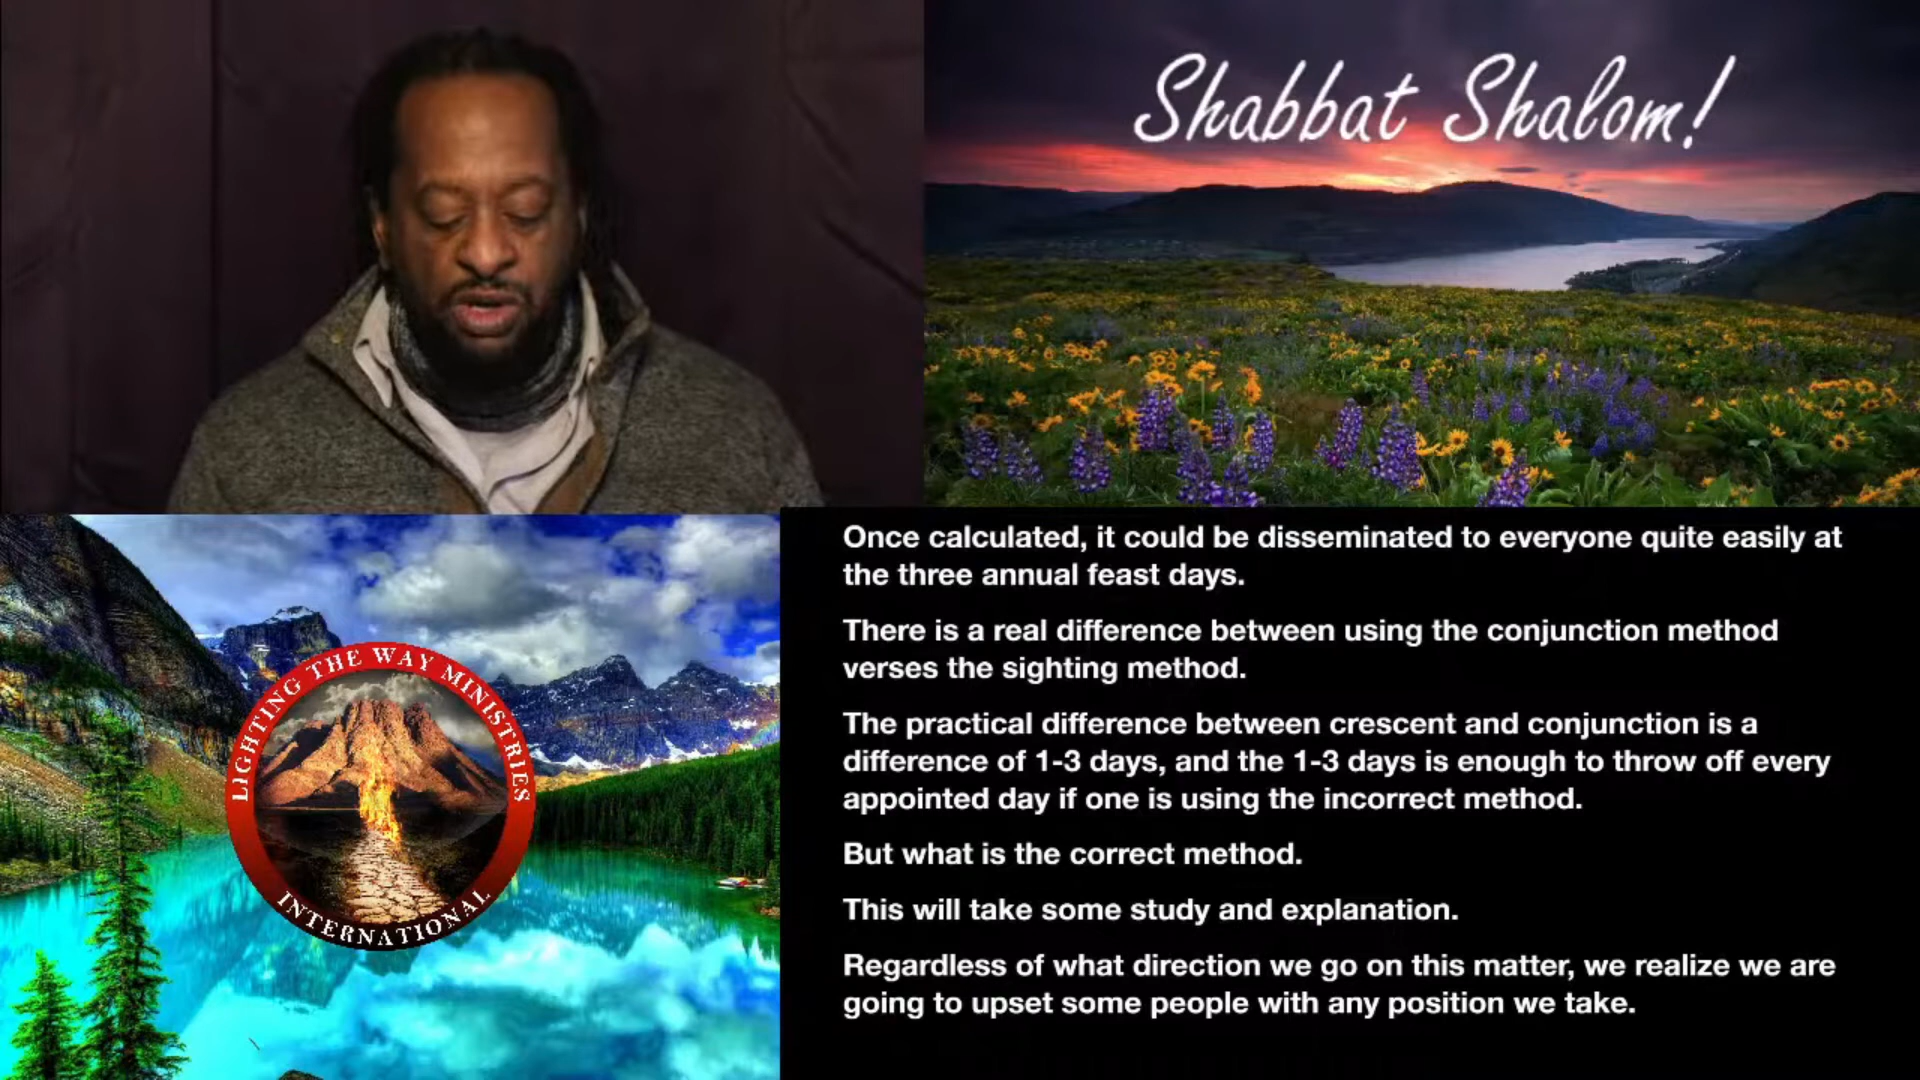 Shabbat Shalom!
LIGHTING THE WAY MINISTRIES
INTERNATIONAL
Once calculated, it could be disseminated to everyone quite easily at
the three annual feast days.
There is a real difference between using the conjunction method
verses the sighting method.
The practical difference between crescent and conjunction is a
difference of 1-3 days, and the 1-3 days is enough to throw off every
appointed day if one is using the incorrect method.
But what is the correct method.
This will take some study and explanation.
Regardless of what direction we go on this matter, we realize we are
going to upset some people with any position we take.